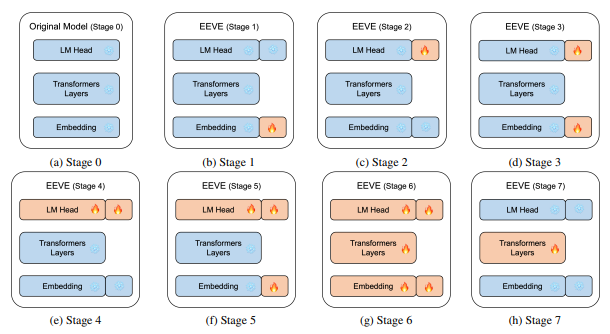 Original Model (Stage 0)
LM Head
Transformers
Layers
Embedding
(a) Stage 0
EEVE (Stage 1)
LM Head
Transformers
Layers
Embedding
(b) Stage 1
EEVE (Stage 2)
LM Head
Transformers
Layers
Embedding
(c) Stage 2
EEVE (Stage 3)
LM Head
Transformers
Layers
Embedding
(d) Stage 3
EEVE (Stage 4)
LM Head
Transformers
Layers
Embedding
(e) Stage 4
EEVE (Stage 5)
LM Head
Transformers
Layers
Embedding
(f) Stage 5
EEVE (Stage 6)
LM Head
Transformers
Layers
Embedding
(g) Stage 6
EEVE (Stage 7)
LM Head
Transformers
Layers
Embedding
(h) Stage 7